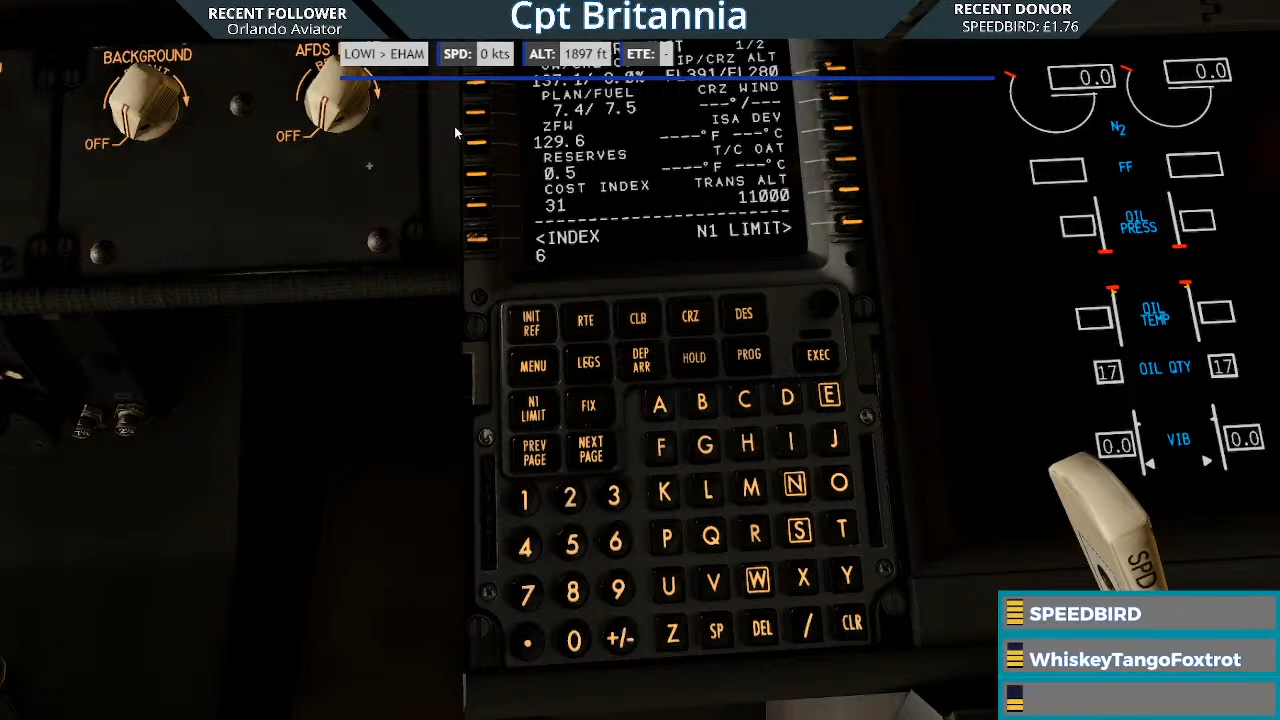 RECENT FOLLOWER
Orlando Aviator
Cpt Britannia
RECENT DONOR
SPEEDBIRD: £1.76
LOWI > EHAM
SPD: 0 kts
ALT: 1897 ft
ETE: -
BACKGROUND
OFF
AFDS
OFF
1/2
FL391/FL280
PLAN/FUEL
7.4/ 7.5
CRZ WIND
---°/---
ZFW
129.6
ISA DEV
----°F ---°C
RESERVES
0.5
T/C OAT
----°F ---°C
COST INDEX
31
TRANS ALT
11000
<INDEX
N1 LIMIT>
6
INIT REF
RTE
CLB
CRZ
DES
MENU
LEGS
DEP ARR
HOLD
PROG
EXEC
N1 LIMIT
FIX
PREV PAGE
NEXT PAGE
A B C D E
F G H I J
1 2 3 K L M N O
4 5 6 P Q R S T
7 8 9 U V W X Y
. 0 +/- Z SP DEL / CLR
0.0
0.0
N2
FF
OIL
PRESS
OIL
TEMP
17 OIL QTY 17
0.0 VIB 0.0
SPD
SPEEDBIRD
WhiskeyTangoFoxtrot